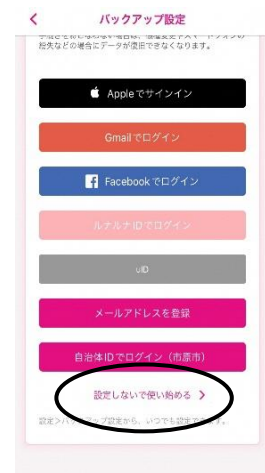 バックアップ設定
紛失などの場合にデータが復旧できなくなります。
Appleでサインイン
Gmailでログイン
Facebookでログイン
ルナルナIDでログイン
uID
メールアドレスを登録
自治体IDでログイン（市原市）
設定しないで使い始める
設定＞バックアップ設定から、いつでも設定できます。